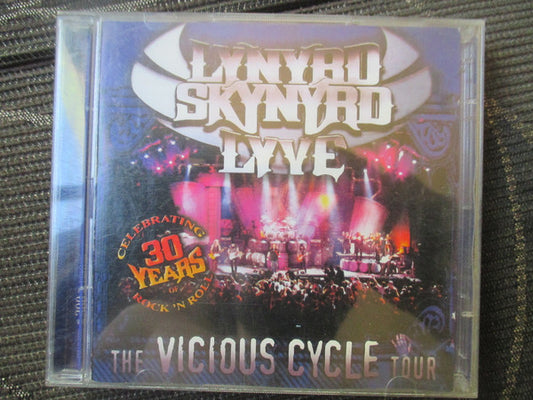 LYNYRD
SKYNYRD
LYVE
CELEBRATING
30
YEARS
OF
ROCK 'N ROLL
THE VICIOUS CYCLE TOUR